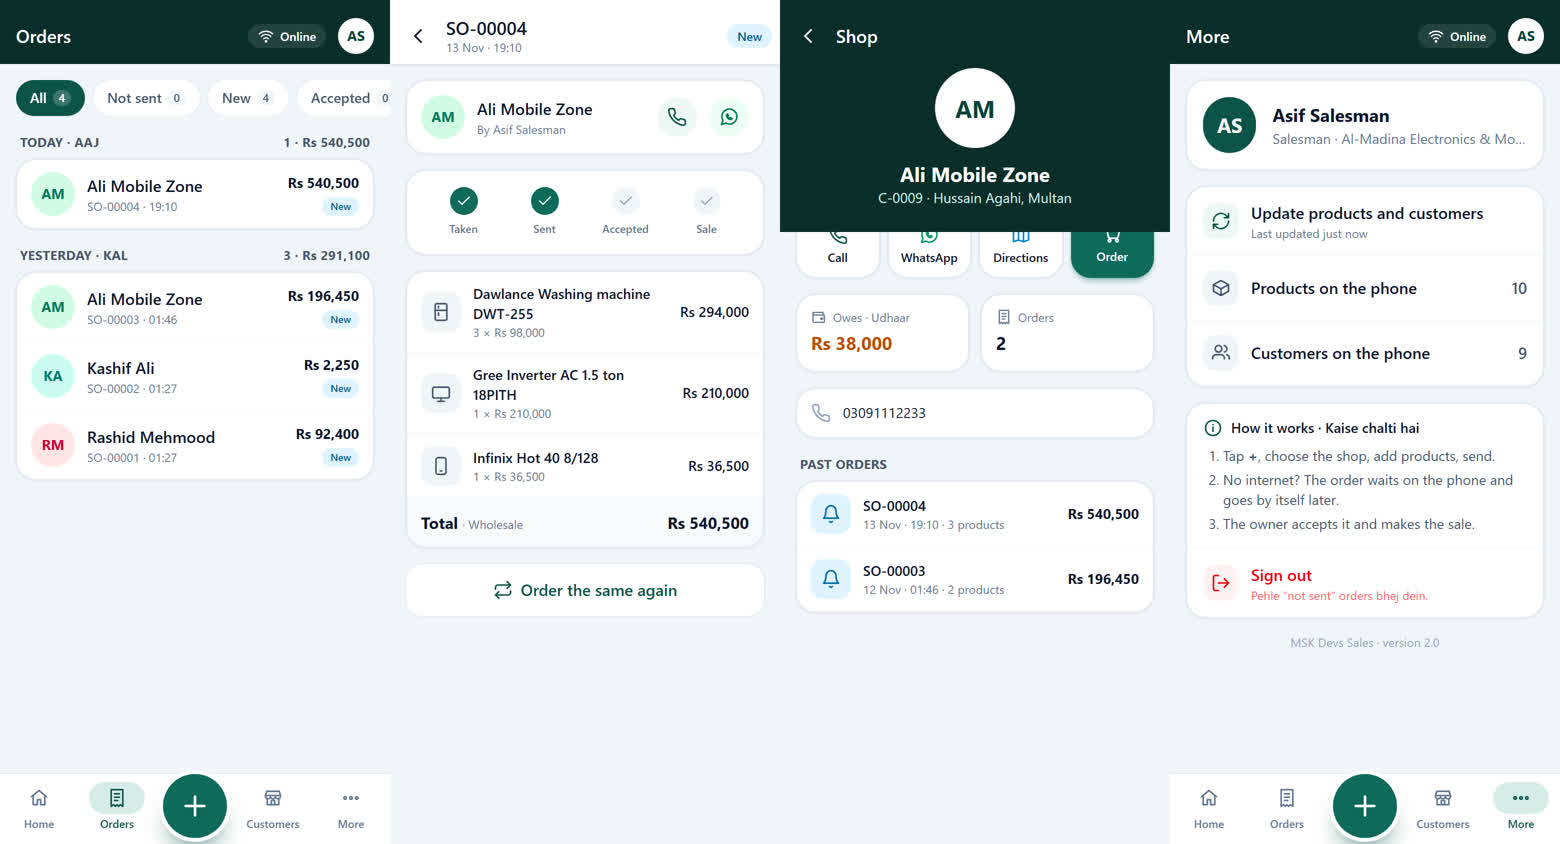 Orders
Online
AS
All 4
Not sent 0
New 4
Accepted 0
TODAY · AAJ
1 · Rs 540,500
AM
Ali Mobile Zone
Rs 540,500
SO-00004 · 19:10
New
YESTERDAY · KAL
3 · Rs 291,100
AM
Ali Mobile Zone
Rs 196,450
SO-00003 · 01:46
New
KA
Kashif Ali
Rs 2,250
SO-00002 · 01:27
New
RM
Rashid Mehmood
Rs 92,400
SO-00001 · 01:27
New
Home
Orders
Customers
More
SO-00004
13 Nov · 19:10
New
AM
Ali Mobile Zone
By Asif Salesman
Taken
Sent
Accepted
Sale
Dawlance Washing machine
DWT-255
3 × Rs 98,000
Rs 294,000
Gree Inverter AC 1.5 ton
18PITH
1 × Rs 210,000
Rs 210,000
Infinix Hot 40 8/128
1 × Rs 36,500
Rs 36,500
Total · Wholesale
Rs 540,500
Order the same again
Shop
AM
Ali Mobile Zone
C-0009 · Hussain Agahi, Multan
Call
WhatsApp
Directions
Order
Owes · Udhaar
Rs 38,000
Orders
2
03091112233
PAST ORDERS
SO-00004
13 Nov · 19:10 · 3 products
Rs 540,500
SO-00003
12 Nov · 01:46 · 2 products
Rs 196,450
More
Online
AS
AS
Asif Salesman
Salesman · Al-Madina Electronics & Mo...
Update products and customers
Last updated just now
Products on the phone
10
Customers on the phone
9
How it works · Kaise chalti hai
1. Tap +, choose the shop, add products, send.
2. No internet? The order waits on the phone and
goes by itself later.
3. The owner accepts it and makes the sale.
Sign out
Pehle "not sent" orders bhej dein.
MSK Devs Sales · version 2.0
Home
Orders
Customers
More